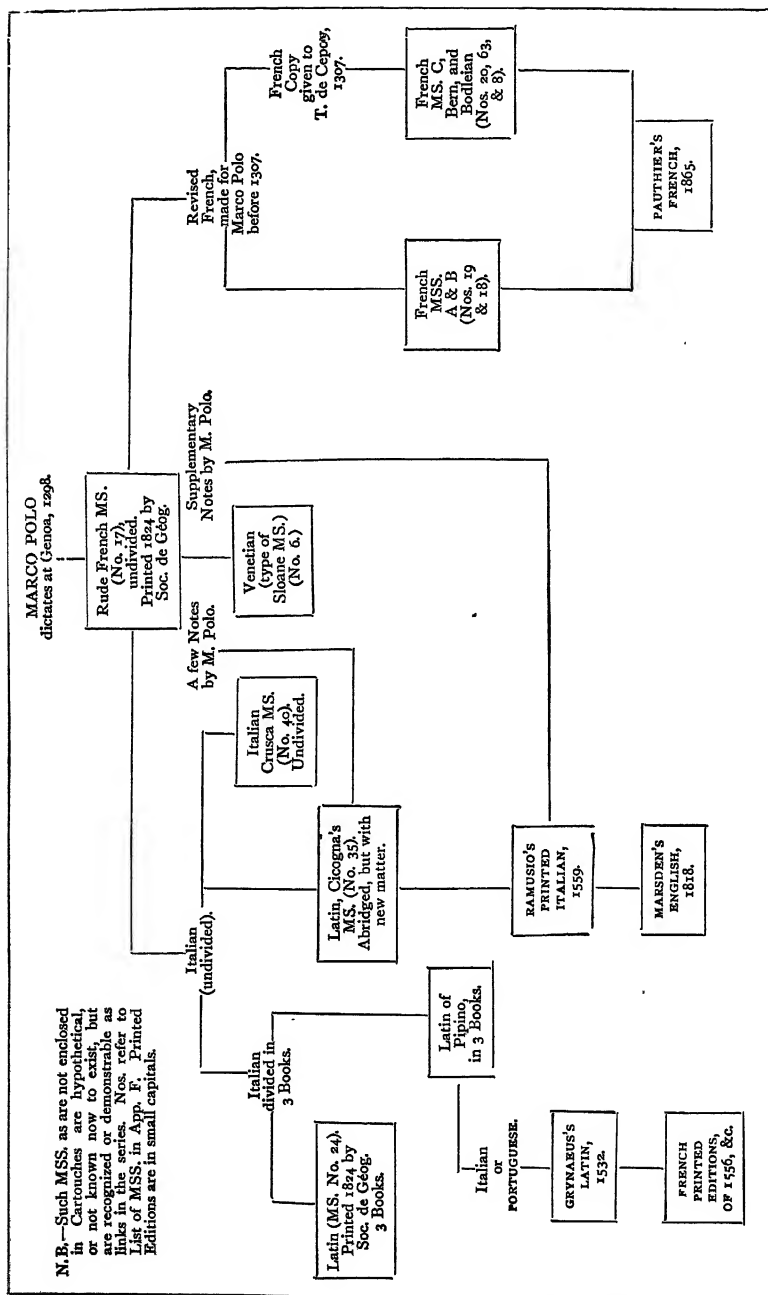 MARCO POLO
dictates at Genoa, 1298.
Rude French MS.
(No. 17),
undivided.
Printed 1824 by
Soc. de Géog.
Revised
French,
made for
Marco Polo
before 1307.
French
Copy
given to
T. de Cepoy,
1307.
French
MS. C,
Bern, and
Bodleian
(Nos. 20, 63,
& 8).
French
MSS.
A & B
(Nos. 19
& 18).
PAUTHIER'S
FRENCH,
1865.
Supplementary
Notes by M. Polo.
Venetian
(type of
Sloane MS.)
(No. 6.)
A few Notes
by M. Polo.
Italian
Crusca MS.
(No. 40).
Undivided.
Italian
(undivided).
Latin, Cicogna's
MS. (No. 35).
Abridged, but with
new matter.
RAMUSIO'S
PRINTED
ITALIAN,
1559.
MARSDEN'S
ENGLISH,
1818.
Italian
divided in
3 Books.
Latin of
Pipino,
in 3 Books.
Latin (MS. No. 24).
Printed 1824 by
Soc. de Géog.
3 Books.
Italian
or
PORTUGUESE.
GRYNAEUS'S
LATIN,
1532.
FRENCH
PRINTED
EDITIONS,
OF 1556, &c.
N.B.—Such MSS. as are not enclosed
in Cartouches are hypothetical,
or not known now to exist, but
are recognized or demonstrable as
links in the series. Nos. refer to
List of MSS. in App. F. Printed
Editions are in small capitals.